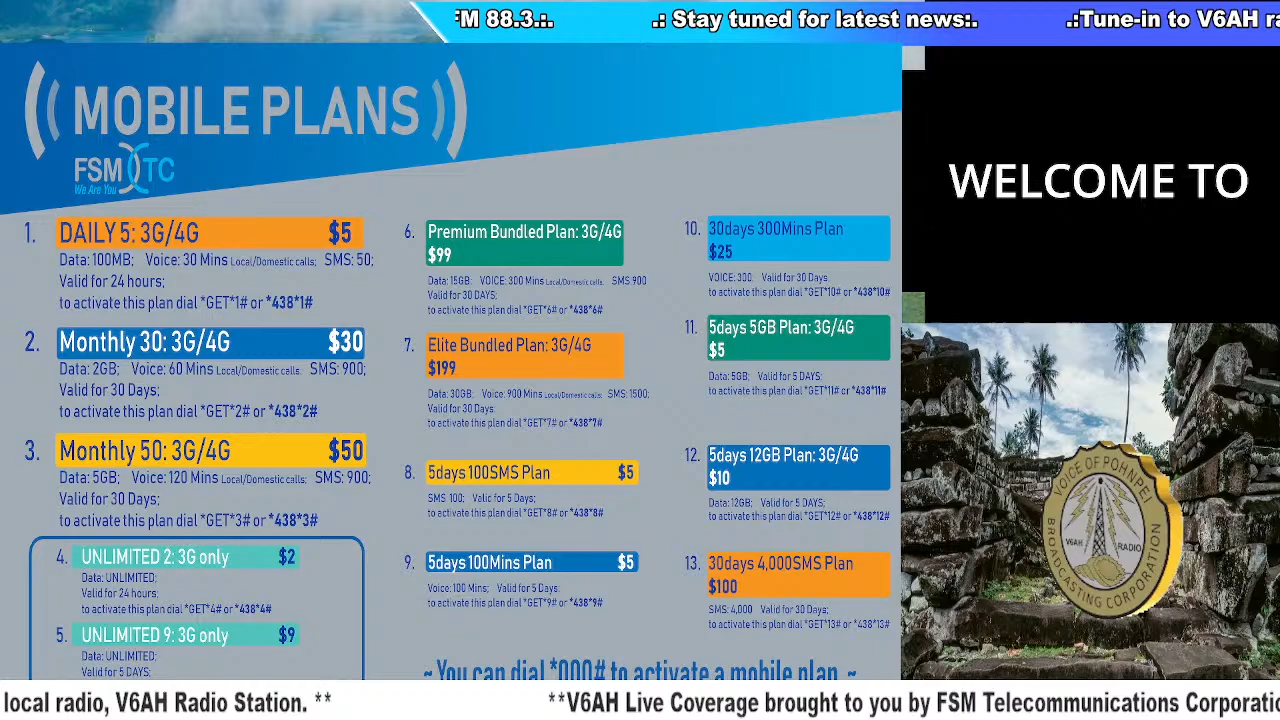 FM 88.3.:. .: Stay tuned for latest news:. .:Tune-in to V6AH ra
MOBILE PLANS
FSMTC
We Are You
1. DAILY 5: 3G/4G $5
Data: 100MB; Voice: 30 Mins Local/Domestic calls; SMS: 50;
Valid for 24 hours;
to activate this plan dial *GET*1# or *438*1#
2. Monthly 30: 3G/4G $30
Data: 2GB; Voice: 60 Mins Local/Domestic calls. SMS: 900;
Valid for 30 Days;
to activate this plan dial *GET*2# or *438*2#
3. Monthly 50: 3G/4G $50
Data: 5GB; Voice: 120 Mins Local/Domestic calls; SMS: 900;
Valid for 30 Days;
to activate this plan dial *GET*3# or *438*3#
4. UNLIMITED 2: 3G only $2
Data: UNLIMITED;
Valid for 24 hours;
to activate this plan dial *GET*4# or *438*4#
5. UNLIMITED 9: 3G only $9
Data: UNLIMITED;
Valid for 5 DAYS;
6. Premium Bundled Plan: 3G/4G
$99
Data: 15GB; VOICE: 300 Mins Local/Domestic calls. SMS 900
Valid for 30 DAYS;
to activate this plan dial *GET*6# or *438*6#
7. Elite Bundled Plan: 3G/4G
$199
Data: 30GB; Voice: 900 Mins Local/Domestic calls; SMS: 1500;
Valid for 30 Days;
to activate this plan dial *GET*7# or *438*7#
8. 5days 100SMS Plan $5
SMS 100; Valid for 5 Days;
to activate this plan dial *GET*8# or *438*8#
9. 5days 100Mins Plan $5
Voice: 100 Mins; Valid for 5 Days;
to activate this plan dial *GET*9# or *438*9#
10. 30days 300Mins Plan
$25
VOICE: 300 Valid for 30 Days
to activate this plan dial *GET*10# or *438*10#
11. 5days 5GB Plan: 3G/4G
$5
Data: 5GB; Valid for 5 DAYS;
to activate this plan dial *GET*11# or *438*11#
12. 5days 12GB Plan: 3G/4G
$10
Data: 12GB; Valid for 5 DAYS;
to activate this plan dial *GET*12# or *438*12#
13. 30days 4,000SMS Plan
$100
SMS: 4,000 Valid for 30 Days;
to activate this plan dial *GET*13# or *438*13#
~ You can dial *000# to activate a mobile plan ~
WELCOME TO
VOICE OF POHNPEI
V6AH RADIO
BROADCASTING CORPORATION
local radio, V6AH Radio Station. ** **V6AH Live Coverage brought to you by FSM Telecommunications Corporatio